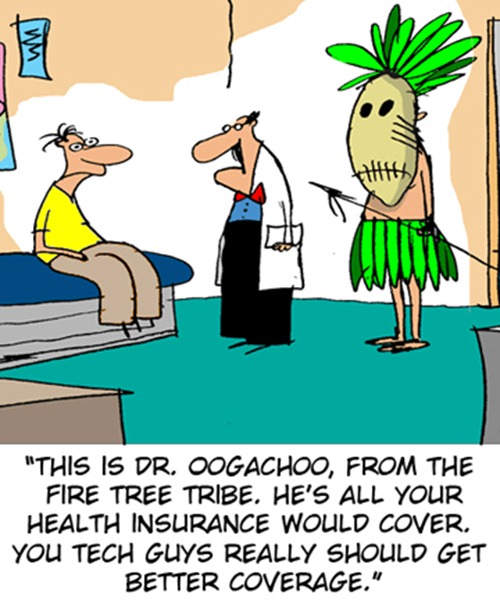 "THIS IS DR. OOGACHOO, FROM THE
FIRE TREE TRIBE. HE'S ALL YOUR
HEALTH INSURANCE WOULD COVER.
YOU TECH GUYS REALLY SHOULD GET
BETTER COVERAGE."